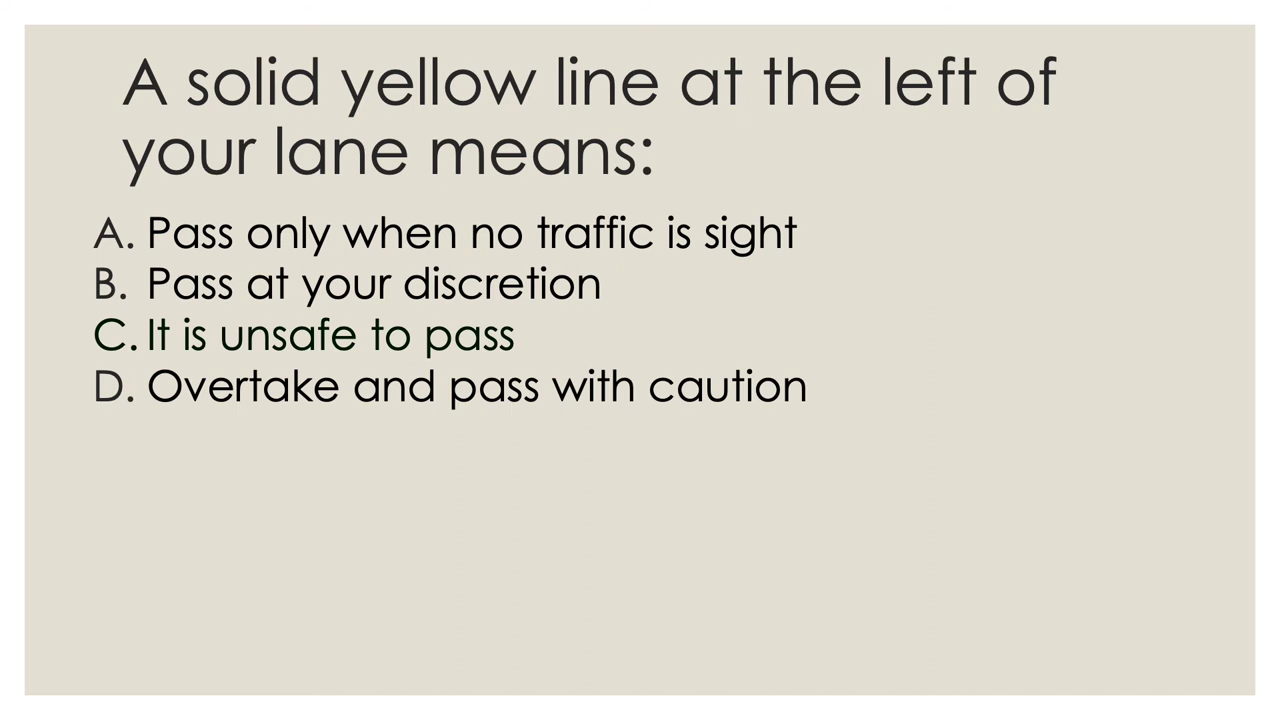 A solid yellow line at the left of
your lane means:
A. Pass only when no traffic is sight
B. Pass at your discretion
C. It is unsafe to pass
D. Overtake and pass with caution